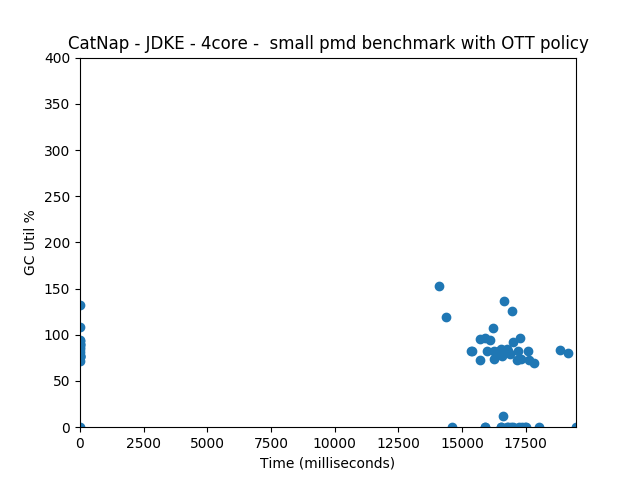 CatNap - JDKE - 4core -  small pmd benchmark with OTT policy
400
350
300
250
200
150
100
50
0
GC Util %
0 2500 5000 7500 10000 12500 15000 17500
Time (milliseconds)